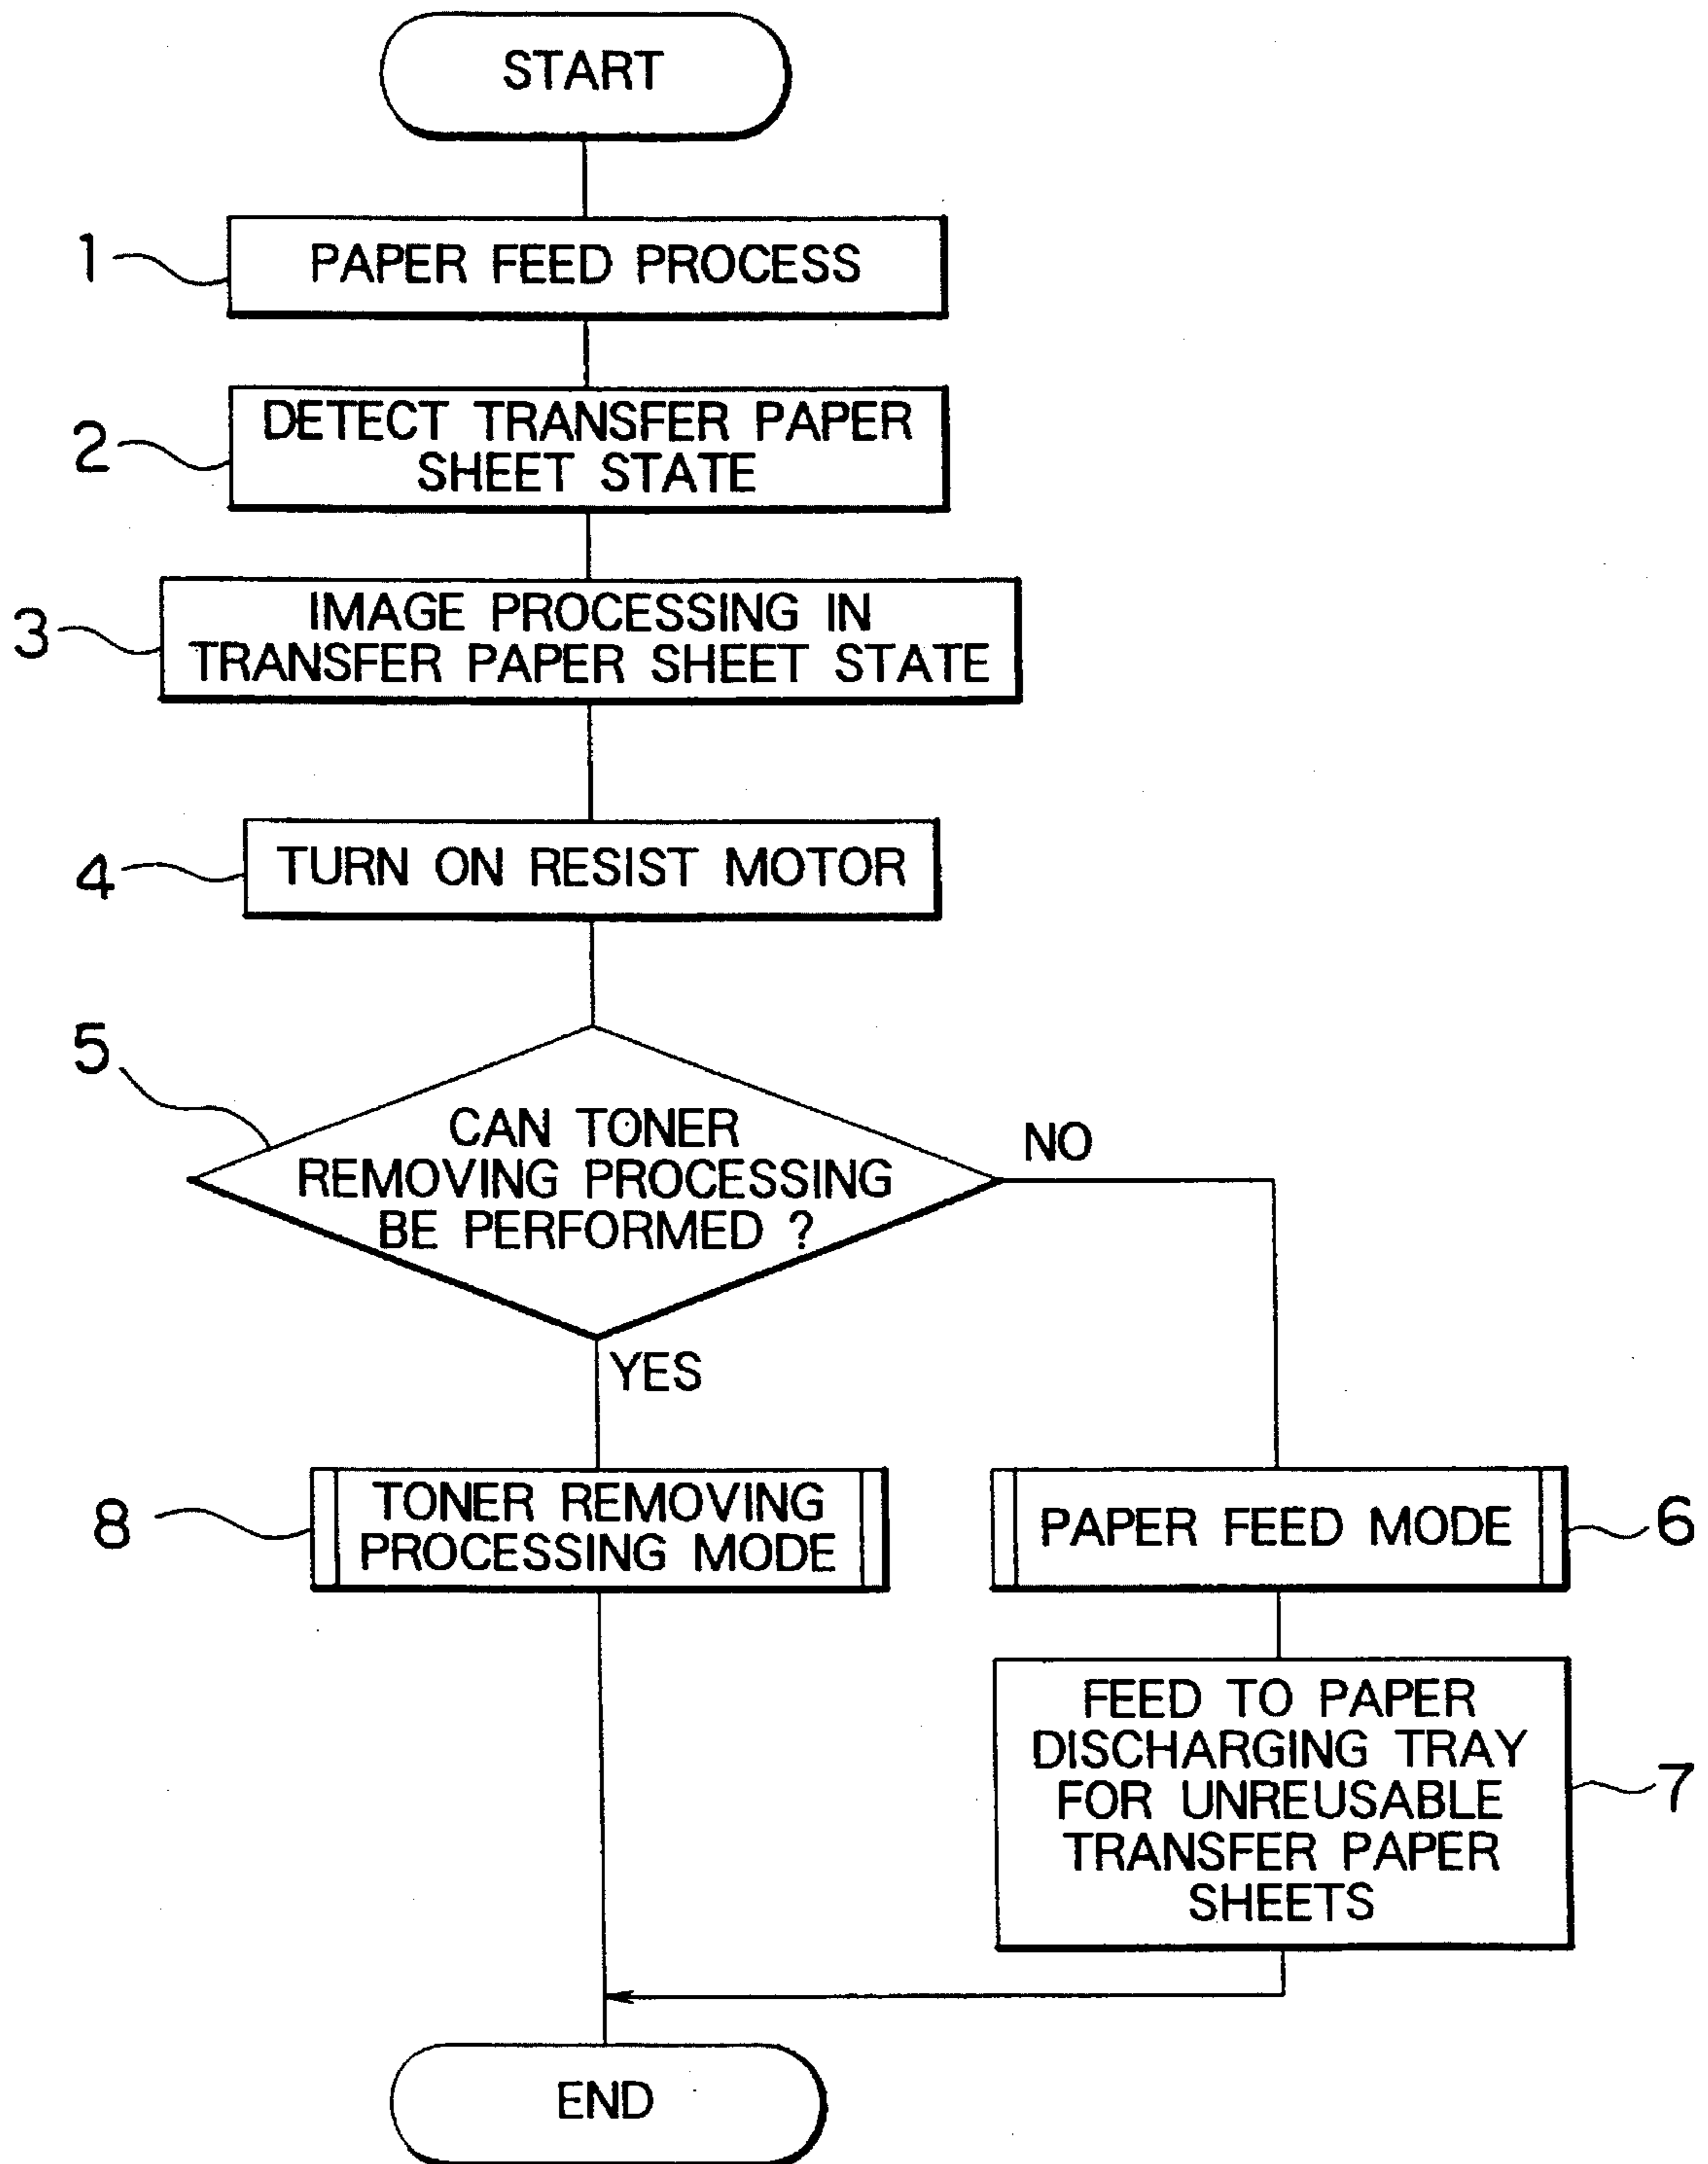 START
1
PAPER FEED PROCESS
2
DETECT TRANSFER PAPER
SHEET STATE
3
IMAGE PROCESSING IN
TRANSFER PAPER SHEET STATE
4
TURN ON RESIST MOTOR
5
CAN TONER
REMOVING PROCESSING
BE PERFORMED ?
NO
YES
8
TONER REMOVING
PROCESSING MODE
PAPER FEED MODE
6
FEED TO PAPER
DISCHARGING TRAY
FOR UNREUSABLE
TRANSFER PAPER
SHEETS
7
END